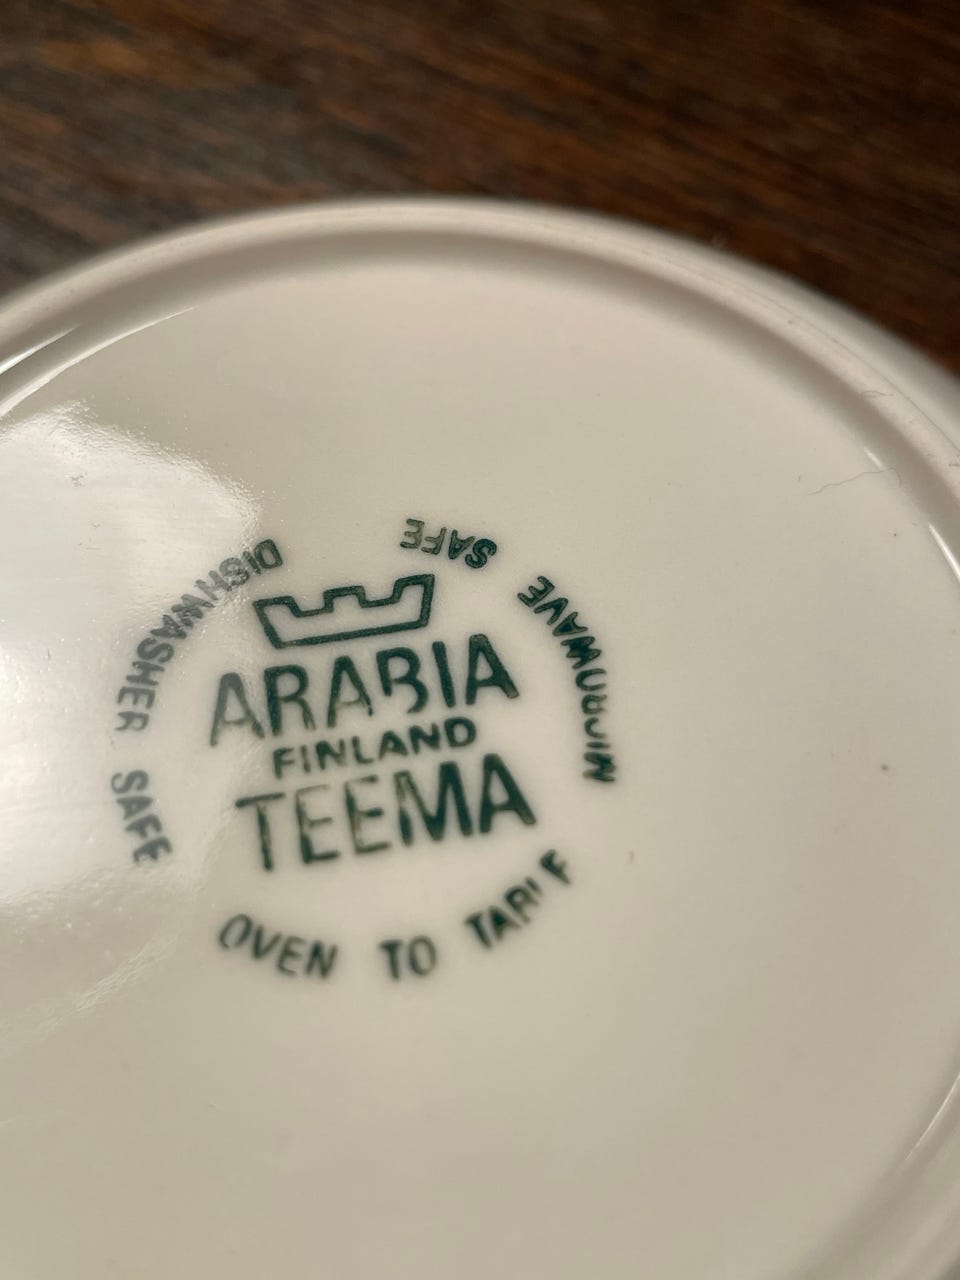 ARABIA
FINLAND
TEEMA
OVEN TO TABLE
MICROWAVE SAFE
DISHWASHER SAFE